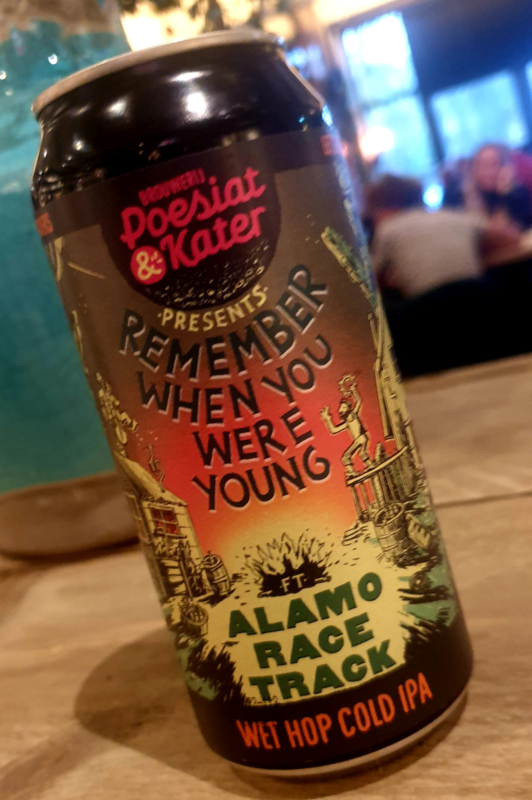 BROUWERIJ
Poesiat
& Kater
·PRESENTS·
REMEMBER
WHEN YOU
WERE
YOUNG
·FT·
ALAMO
RACE
TRACK
WET HOP COLD IPA